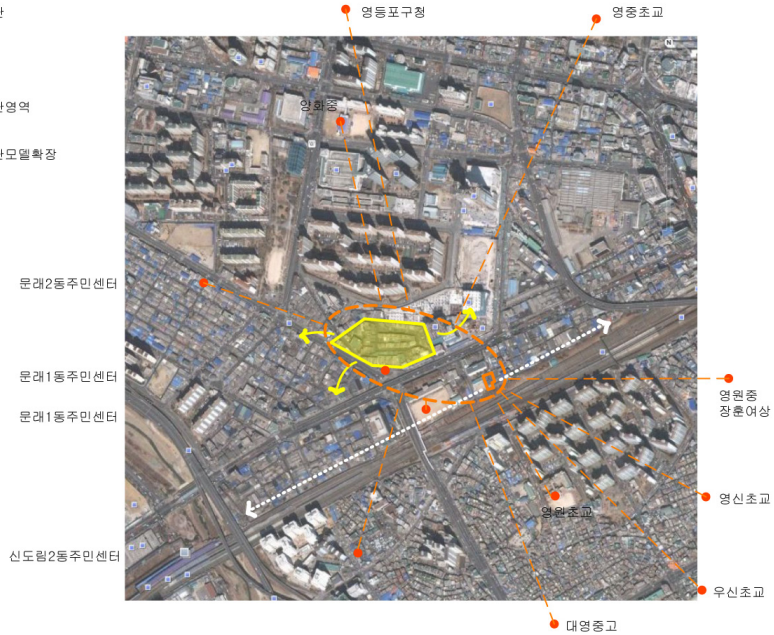 영등포구청
영중초교
N
양화중
문래2동주민센터
문래1동주민센터
문래1동주민센터
영원중
장훈여상
영신초교
영원초교
신도림2동주민센터
우신초교
대영중고